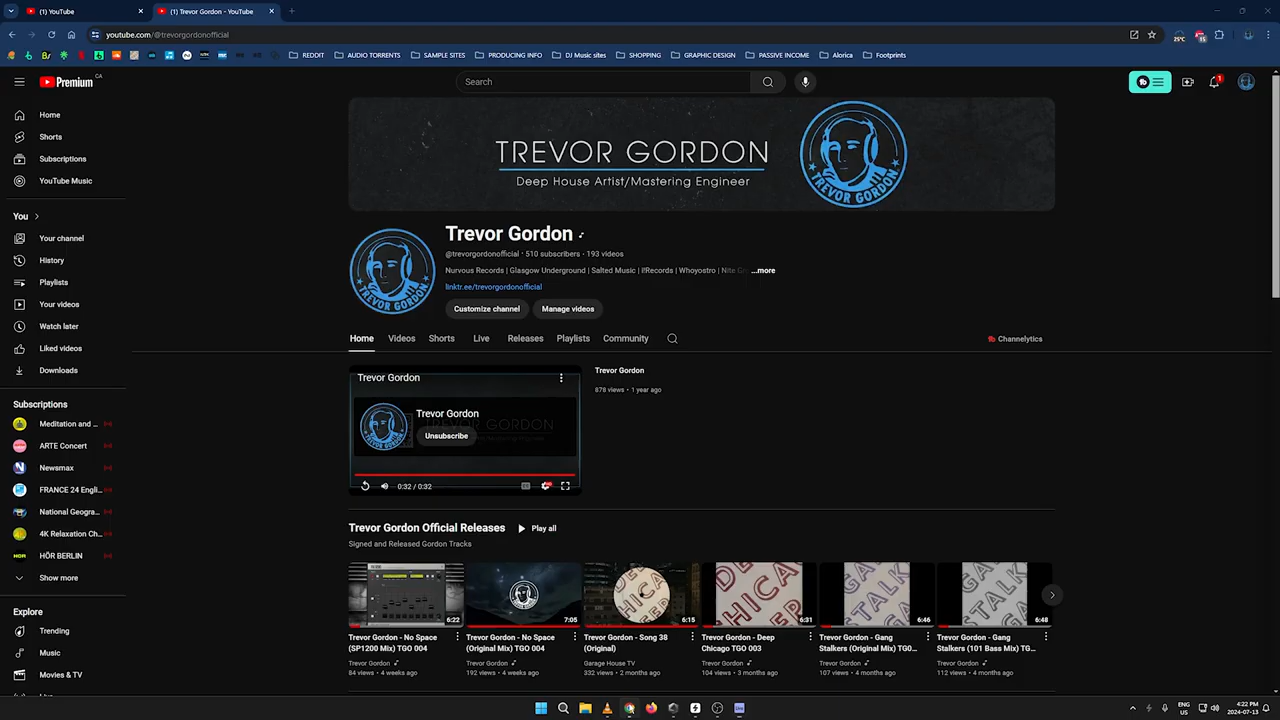 (1) YouTube
(1) Trevor Gordon - YouTube
youtube.com/@trevorgordonofficial
25°C
REDDIT
AUDIO TORRENTS
SAMPLE SITES
PRODUCING INFO
DJ Music sites
SHOPPING
GRAPHIC DESIGN
PASSIVE INCOME
Alorica
Footprints
Premium CA
Search
1
TREVOR GORDON
Deep House Artist/Mastering Engineer
TREVOR GORDON
Home
Shorts
Subscriptions
YouTube Music
You
Your channel
History
Playlists
Your videos
Watch later
Liked videos
Downloads
Subscriptions
Meditation and ...
ARTE Concert
Newsmax
FRANCE 24 Engli...
National Geogra...
4K Relaxation Ch...
HÖR BERLIN
Show more
Explore
Trending
Music
Movies & TV
TREVOR GORDON
Trevor Gordon
@trevorgordonofficial · 510 subscribers · 193 videos
Nurvous Records | Glasgow Underground | Salted Music | i!Records | Whoyostro | Nite Gr ...more
linktr.ee/trevorgordonofficial
Customize channel
Manage videos
Home
Videos
Shorts
Live
Releases
Playlists
Community
Channelytics
Trevor Gordon
Trevor Gordon
Unsubscribe
0:32 / 0:32
Trevor Gordon
678 views • 1 year ago
Trevor Gordon Official Releases
Play all
Signed and Released Gordon Tracks
6:22
7:05
6:15
6:31
6:46
6:48
Trevor Gordon - No Space (SP1200 Mix) TGO 004
Trevor Gordon
84 views • 4 weeks ago
Trevor Gordon - No Space (Original Mix) TGO 004
Trevor Gordon
192 views • 4 weeks ago
Trevor Gordon - Song 38 (Original)
Garage House TV
332 views • 2 months ago
Trevor Gordon - Deep Chicago TGO 003
Trevor Gordon
104 views • 3 months ago
Trevor Gordon - Gang Stalkers (Original Mix) TG0...
Trevor Gordon
107 views • 4 months ago
Trevor Gordon - Gang Stalkers (101 Bass Mix) TG...
Trevor Gordon
112 views • 4 months ago
ENG
US
4:22 PM
2024-07-13